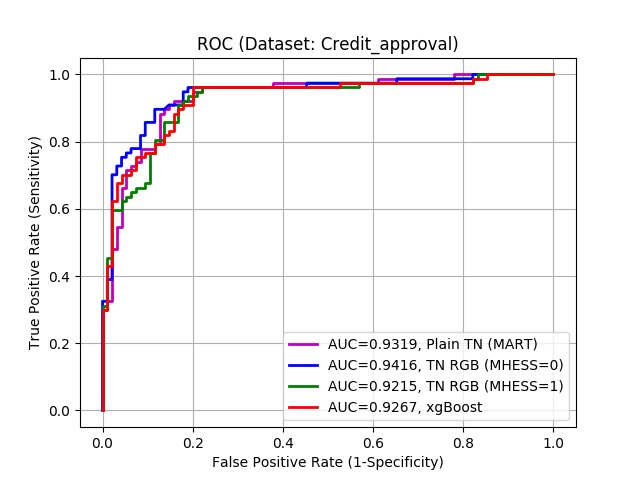 ROC (Dataset: Credit_approval)
True Positive Rate (Sensitivity)
1.0
0.8
0.6
0.4
0.2
0.0
AUC=0.9319, Plain TN (MART)
AUC=0.9416, TN RGB (MHESS=0)
AUC=0.9215, TN RGB (MHESS=1)
AUC=0.9267, xgBoost
0.0 0.2 0.4 0.6 0.8 1.0
False Positive Rate (1-Specificity)